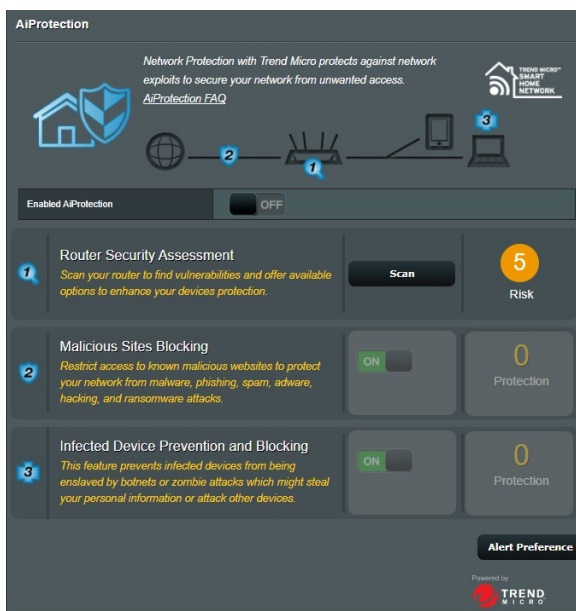 AiProtection
Network Protection with Trend Micro protects against network
exploits to secure your network from unwanted access.
AiProtection FAQ
TREND MICRO™
SMART
HOME
NETWORK
3
2
1
Enabled AiProtection
OFF
1
Router Security Assessment
Scan your router to find vulnerabilities and offer available
options to enhance your devices protection.
Scan
5
Risk
2
Malicious Sites Blocking
Restrict access to known malicious websites to protect
your network from malware, phishing, spam, adware,
hacking, and ransomware attacks.
ON
0
Protection
3
Infected Device Prevention and Blocking
This feature prevents infected devices from being
enslaved by botnets or zombie attacks which might steal
your personal information or attack other devices.
ON
0
Protection
Alert Preference
Powered by
TREND
MICRO